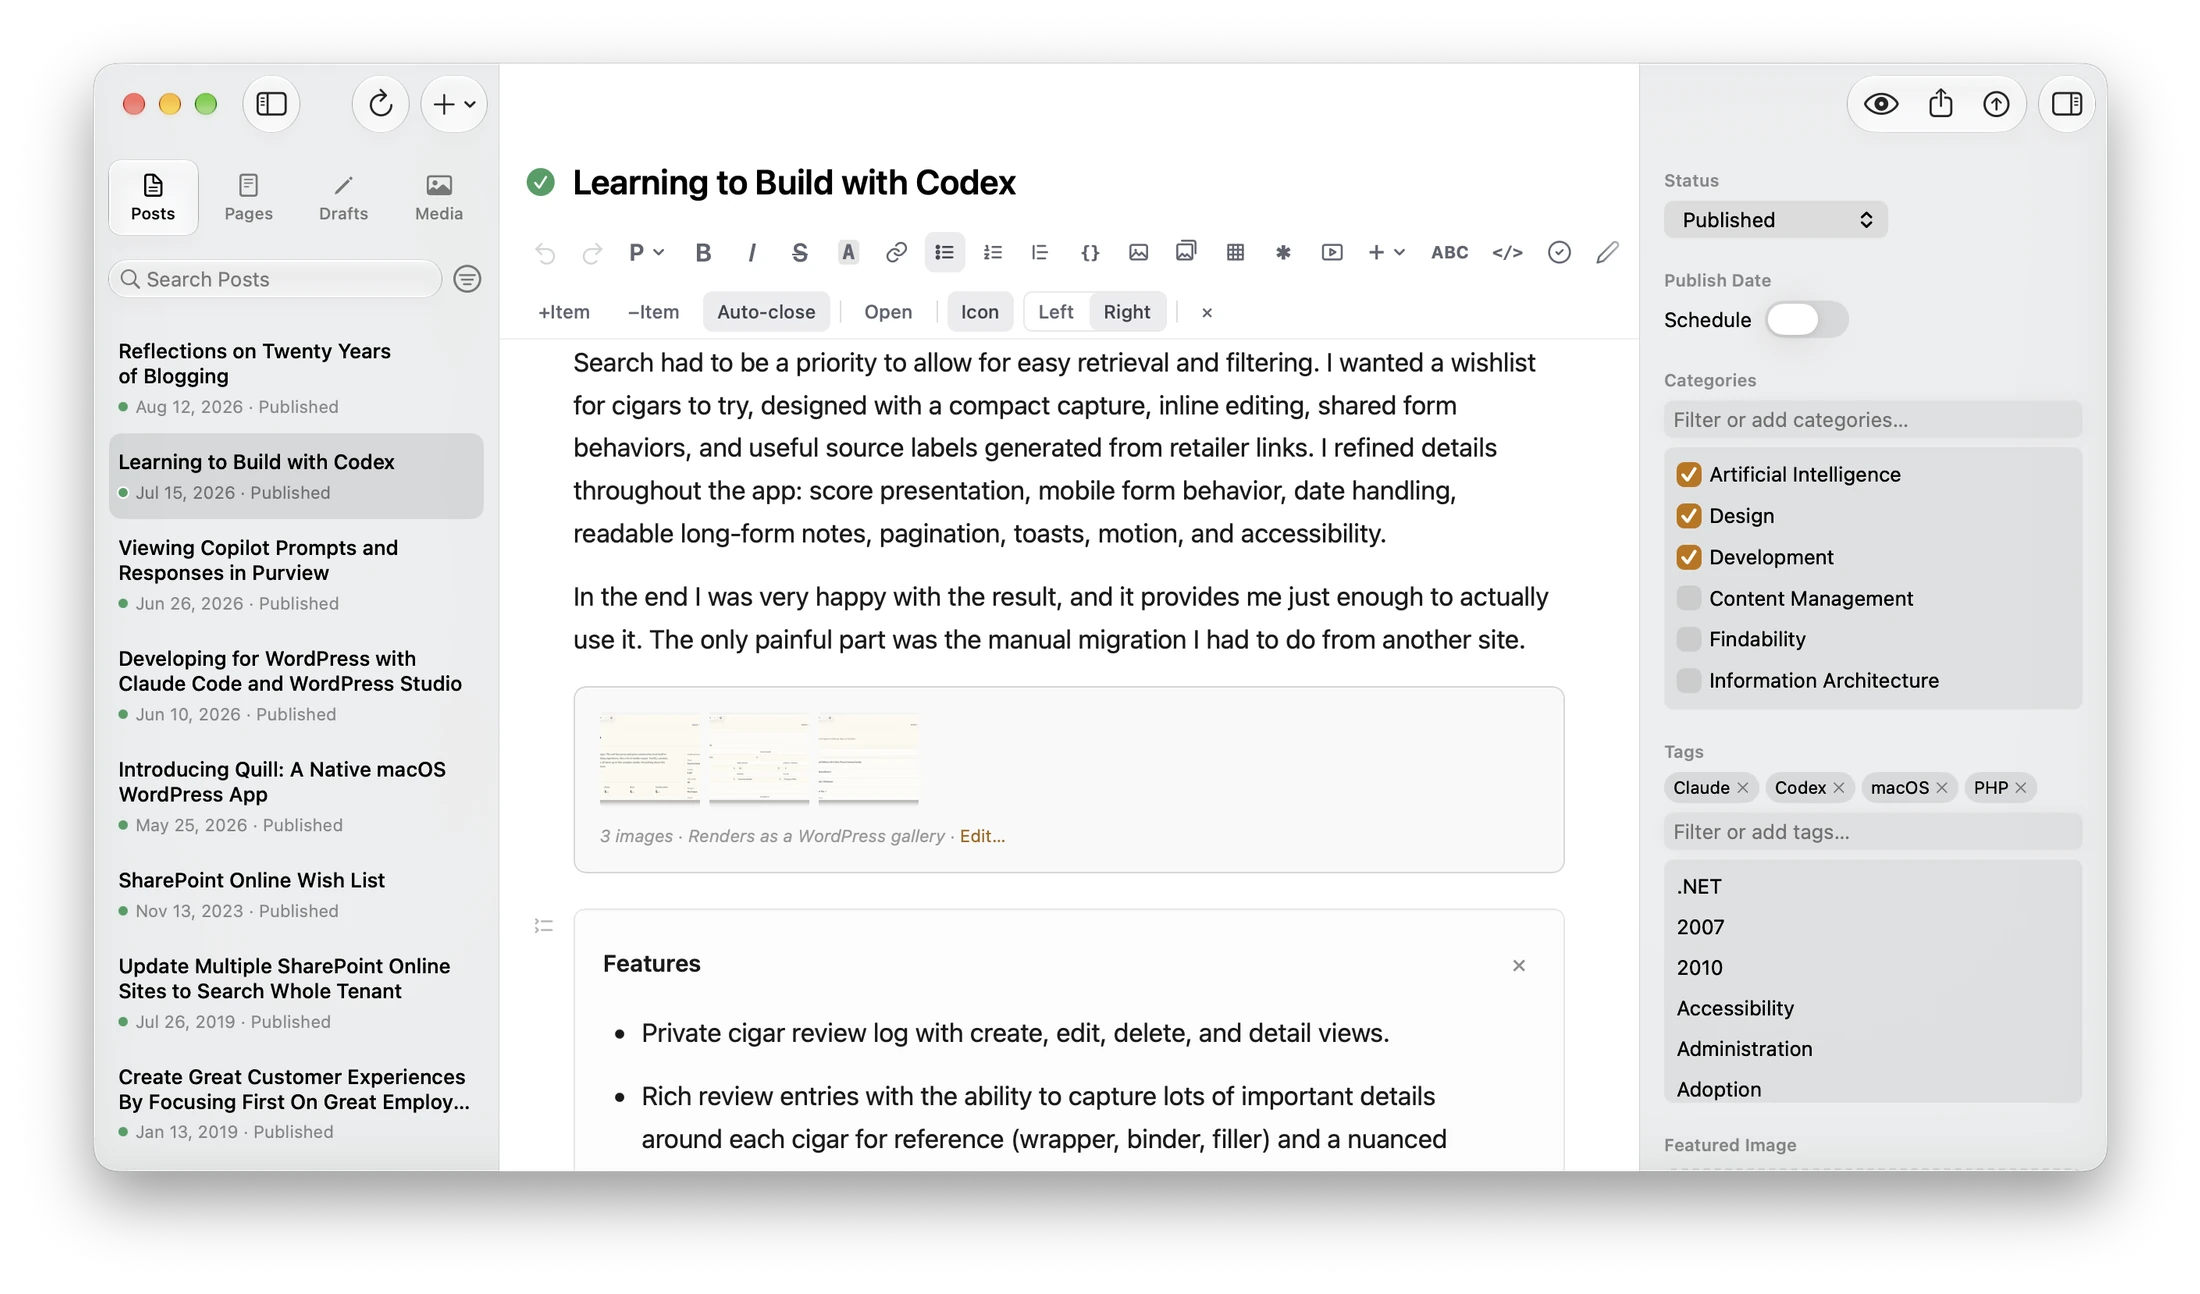 Posts
Pages
Drafts
Media
Search Posts
Reflections on Twenty Years
of Blogging
Aug 12, 2026 · Published
Learning to Build with Codex
Jul 15, 2026 · Published
Viewing Copilot Prompts and
Responses in Purview
Jun 26, 2026 · Published
Developing for WordPress with
Claude Code and WordPress Studio
Jun 10, 2026 · Published
Introducing Quill: A Native macOS
WordPress App
May 25, 2026 · Published
SharePoint Online Wish List
Nov 13, 2023 · Published
Update Multiple SharePoint Online
Sites to Search Whole Tenant
Jul 26, 2019 · Published
Create Great Customer Experiences
By Focusing First On Great Employ...
Jan 13, 2019 · Published
Learning to Build with Codex
P B I S A {} ABC </>
+Item −Item Auto-close Open Icon Left Right ×
Search had to be a priority to allow for easy retrieval and filtering. I wanted a wishlist
for cigars to try, designed with a compact capture, inline editing, shared form
behaviors, and useful source labels generated from retailer links. I refined details
throughout the app: score presentation, mobile form behavior, date handling,
readable long-form notes, pagination, toasts, motion, and accessibility.
In the end I was very happy with the result, and it provides me just enough to actually
use it. The only painful part was the manual migration I had to do from another site.
3 images · Renders as a WordPress gallery · Edit...
Features
• Private cigar review log with create, edit, delete, and detail views.
• Rich review entries with the ability to capture lots of important details
around each cigar for reference (wrapper, binder, filler) and a nuanced
Status
Published
Publish Date
Schedule
Categories
Filter or add categories...
Artificial Intelligence
Design
Development
Content Management
Findability
Information Architecture
Tags
Claude × Codex × macOS × PHP ×
Filter or add tags...
.NET
2007
2010
Accessibility
Administration
Adoption
Featured Image